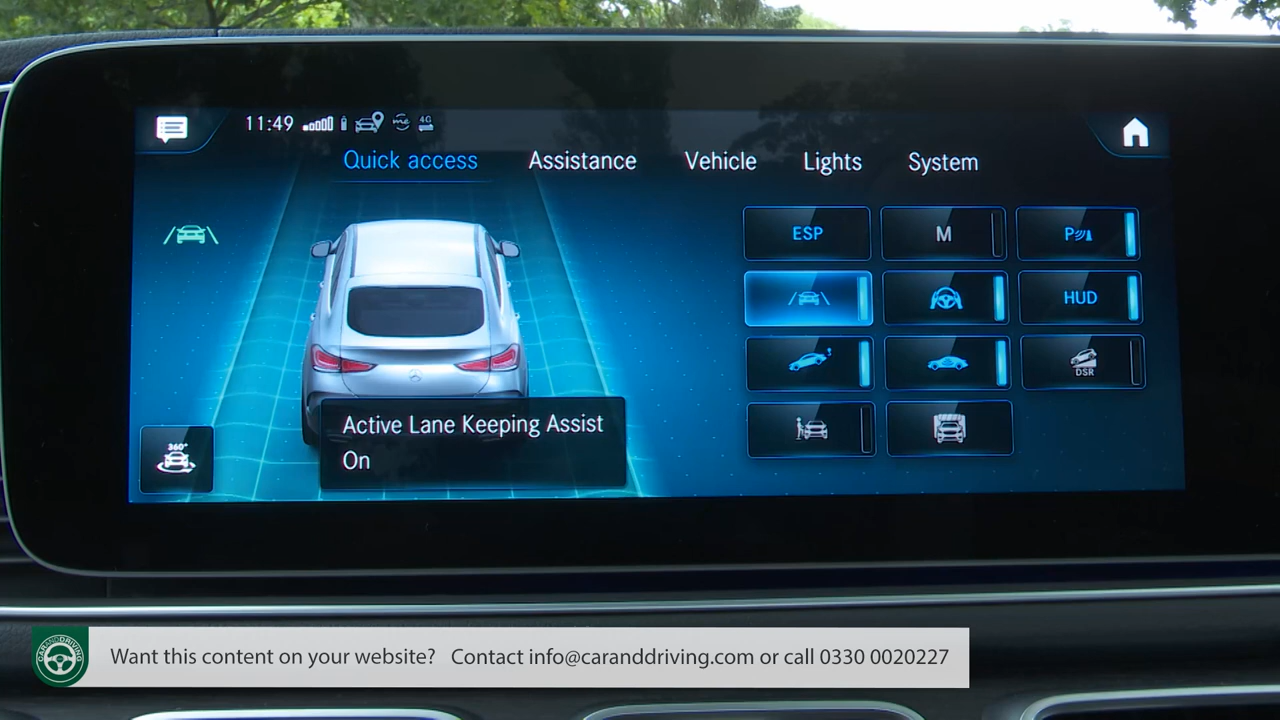 11:49
4G
Quick access
Assistance
Vehicle
Lights
System
ESP
M
P
HUD
DSR
360°
Active Lane Keeping Assist
On
CARANDDRIVING
Want this content on your website? Contact info@caranddriving.com or call 0330 0020227